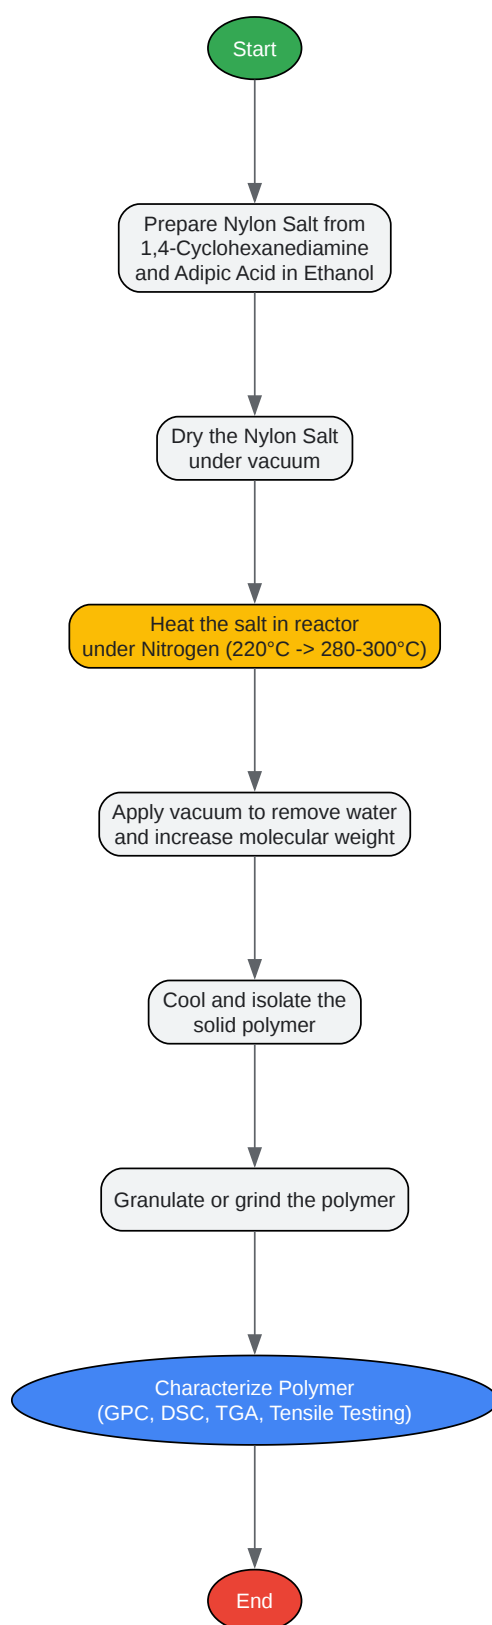 Start
Prepare Nylon Salt from
1,4-Cyclohexanediamine
and Adipic Acid in Ethanol
Dry the Nylon Salt
under vacuum
Heat the salt in reactor
under Nitrogen (220°C -> 280-300°C)
Apply vacuum to remove water
and increase molecular weight
Cool and isolate the
solid polymer
Granulate or grind the polymer
Characterize Polymer
(GPC, DSC, TGA, Tensile Testing)
End